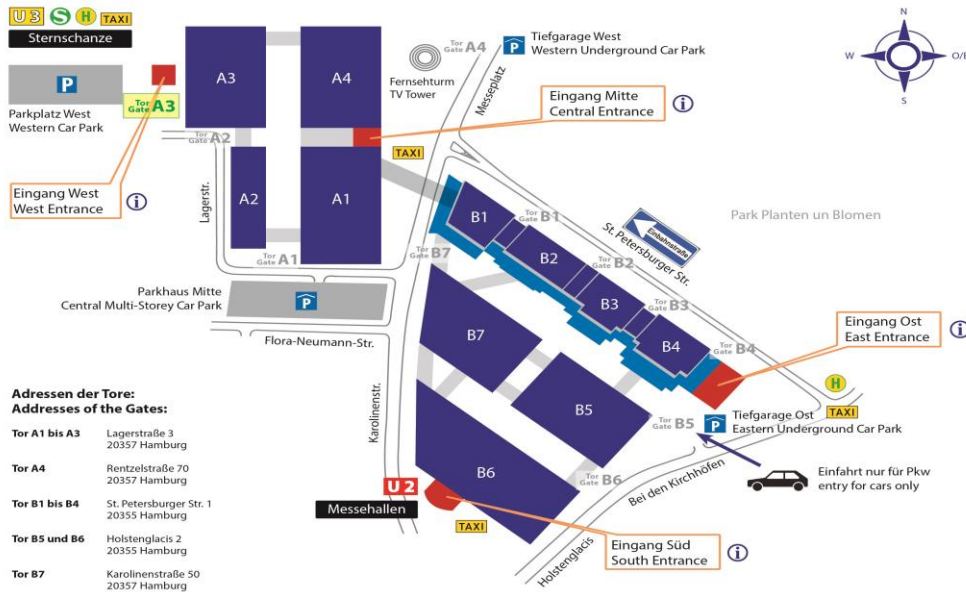 U3 S H TAXI
Sternschanze
P
Parkplatz West
Western Car Park
Tor
Gate A3
Tor
Gate A2
Eingang West
West Entrance
i
A3
A4
A2
A1
Lagerstr.
Tor
Gate A1
Fernsehturm
TV Tower
Tor
Gate A4
Messeplatz
P
Tiefgarage West
Western Underground Car Park
Eingang Mitte
Central Entrance
i
TAXI
N
W
O/E
S
Parkhaus Mitte
Central Multi-Storey Car Park
P
Flora-Neumann-Str.
Karolinenstr.
Tor
Gate B7
B1
Tor
Gate B1
B2
Tor
Gate B2
B3
Tor
Gate B3
B4
Tor
Gate B4
Einbahnstraße
St. Petersburger Str.
Park Planten un Blomen
Eingang Ost
East Entrance
i
H
TAXI
B7
B5
B6
Tor
Gate B5
P
Tiefgarage Ost
Eastern Underground Car Park
Tor
Gate B6
Bei den Kirchhöfen
Einfahrt nur für Pkw
entry for cars only
U2
Messehallen
TAXI
Holstenglacis
Eingang Süd
South Entrance
i
Adressen der Tore:
Addresses of the Gates:
Tor A1 bis A3 Lagerstraße 3
20357 Hamburg
Tor A4 Rentzelstraße 70
20357 Hamburg
Tor B1 bis B4 St. Petersburger Str. 1
20355 Hamburg
Tor B5 und B6 Holstenglacis 2
20355 Hamburg
Tor B7 Karolinenstraße 50
20357 Hamburg